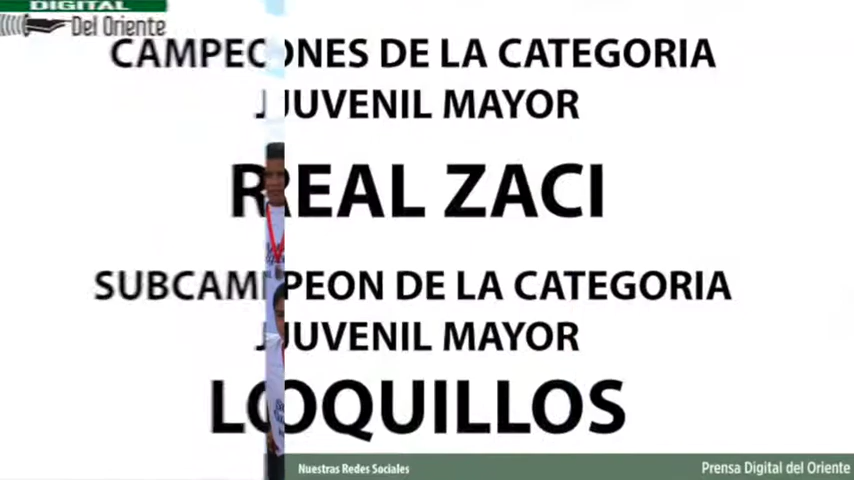 DIGITAL
Del Oriente
CAMPEONES DE LA CATEGORIA
JUVENIL MAYOR
REAL ZACI
SUBCAMPEON DE LA CATEGORIA
JUVENIL MAYOR
LOQUILLOS
Nuestras Redes Sociales
Prensa Digital del Oriente